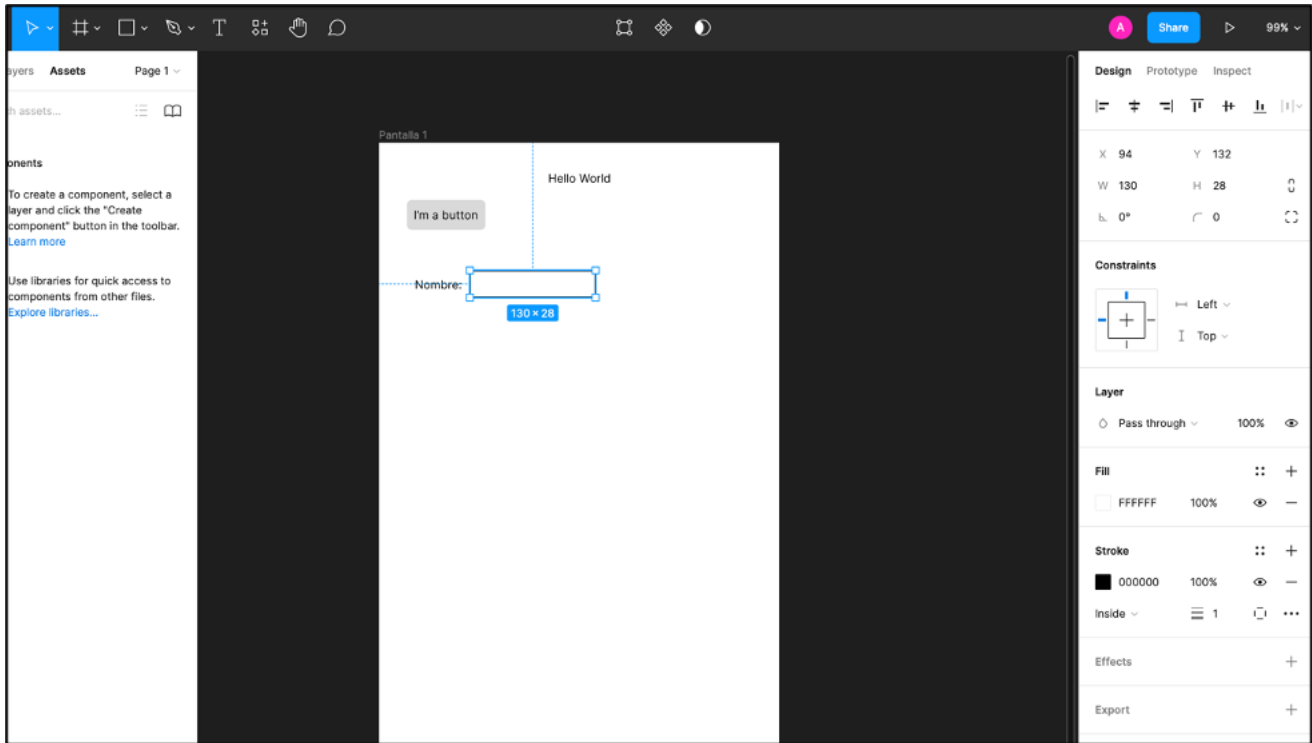 A
Share
99%
ayers Assets Page 1
h assets...
onents
To create a component, select a
layer and click the "Create
component" button in the toolbar.
Learn more
Use libraries for quick access to
components from other files.
Explore libraries...
Pantalla 1
Hello World
I'm a button
Nombre:
130 × 28
Design Prototype Inspect
X 94 Y 132
W 130 H 28
0° 0
Constraints
Left
Top
Layer
Pass through 100%
Fill
FFFFFF 100%
Stroke
000000 100%
Inside 1
Effects
Export